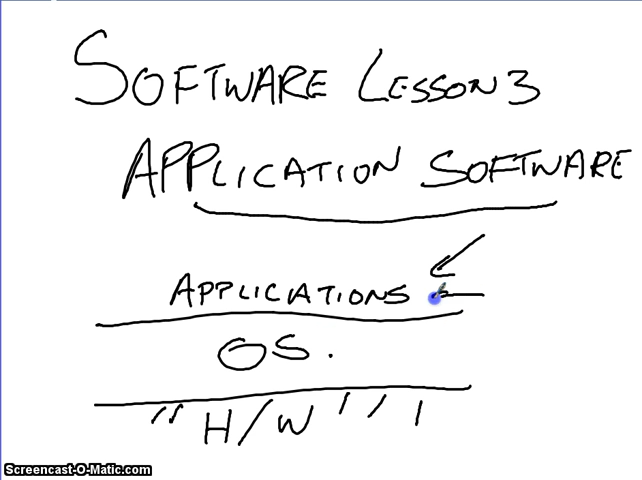 SOFTWARE LESSON 3
APPLICATION SOFTWARE
APPLICATIONS
OS.
" H/W ' ' '
Screencast-O-Matic.com